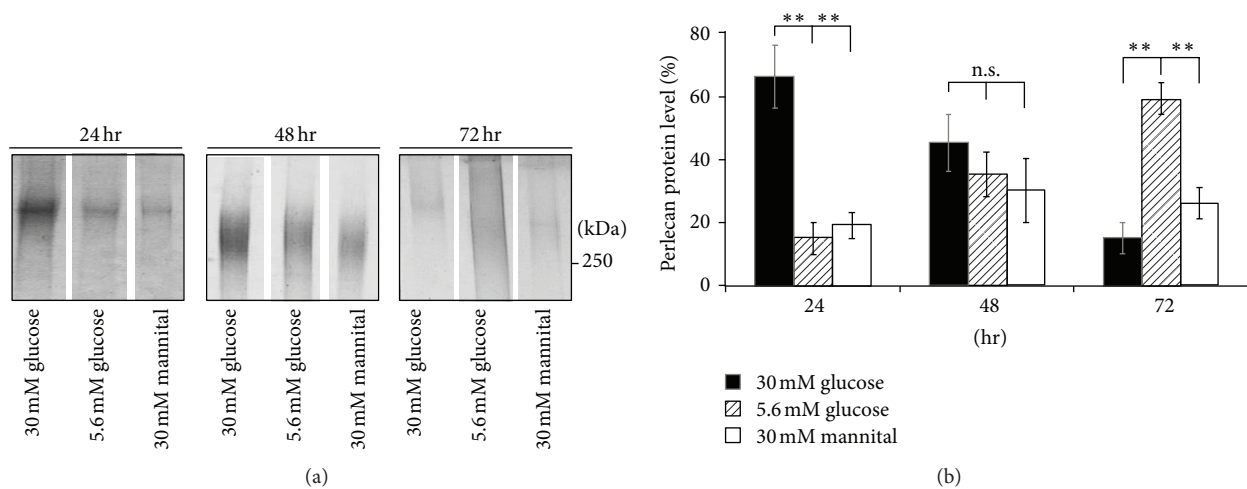 24 hr
48 hr
72 hr
(kDa)
250
30 mM glucose
5.6 mM glucose
30 mM mannital
30 mM glucose
5.6 mM glucose
30 mM mannital
30 mM glucose
5.6 mM glucose
30 mM mannital
(a)
Perlecan protein level (%)
80
60
40
20
0
** **
n.s.
** **
24
48
72
(hr)
30 mM glucose
5.6 mM glucose
30 mM mannital
(b)